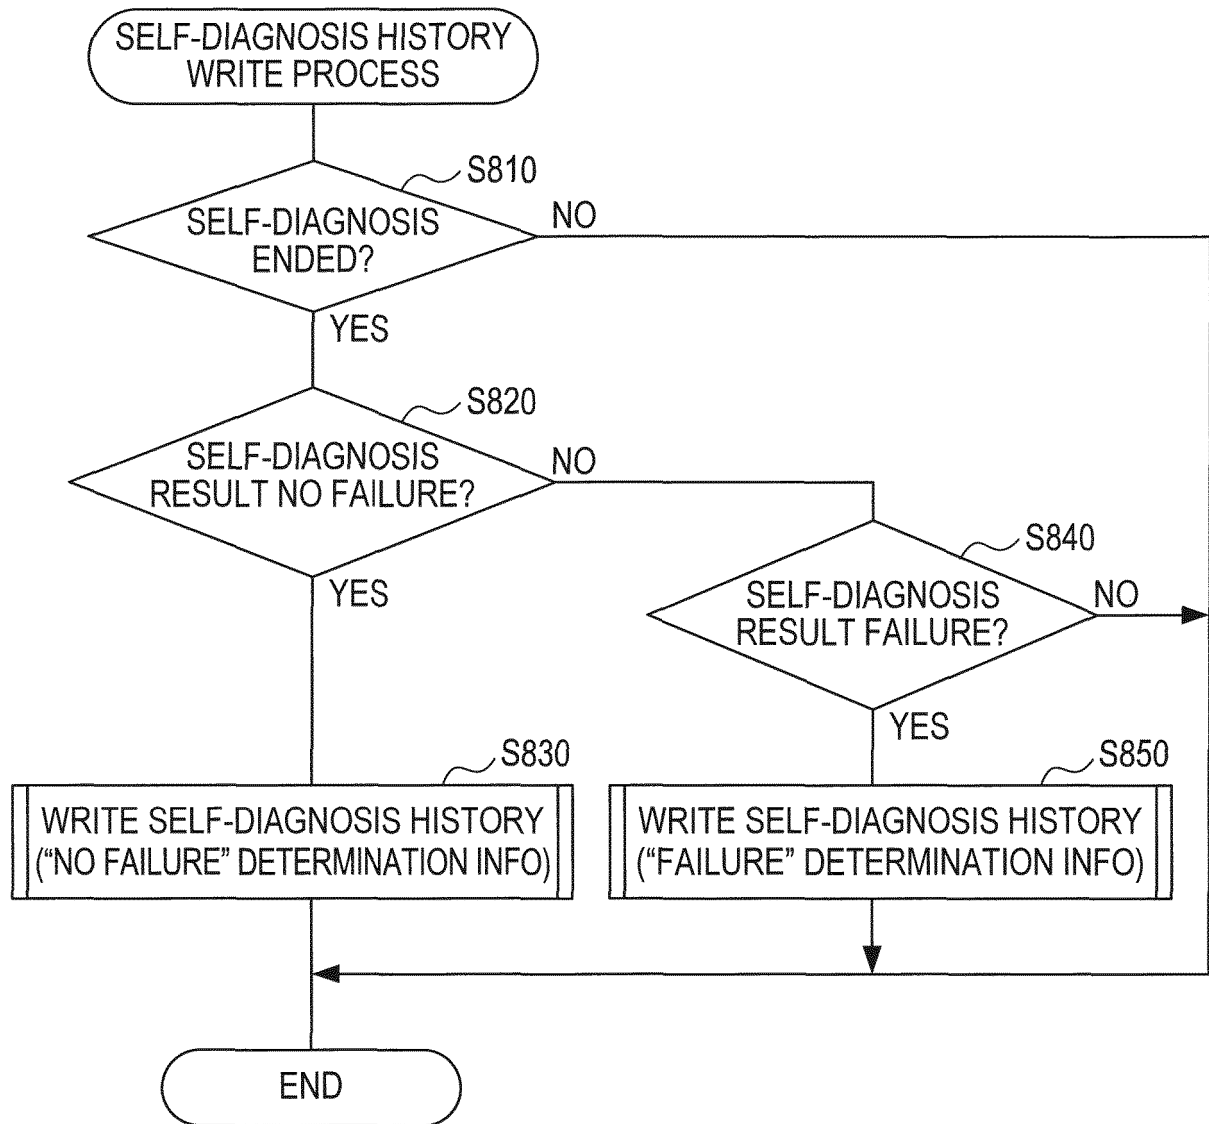 SELF-DIAGNOSIS HISTORY
WRITE PROCESS
S810
SELF-DIAGNOSIS
ENDED?
NO
YES
S820
SELF-DIAGNOSIS
RESULT NO FAILURE?
NO
YES
S840
SELF-DIAGNOSIS
RESULT FAILURE?
NO
YES
S830
WRITE SELF-DIAGNOSIS HISTORY
(“NO FAILURE” DETERMINATION INFO)
S850
WRITE SELF-DIAGNOSIS HISTORY
(“FAILURE” DETERMINATION INFO)
END